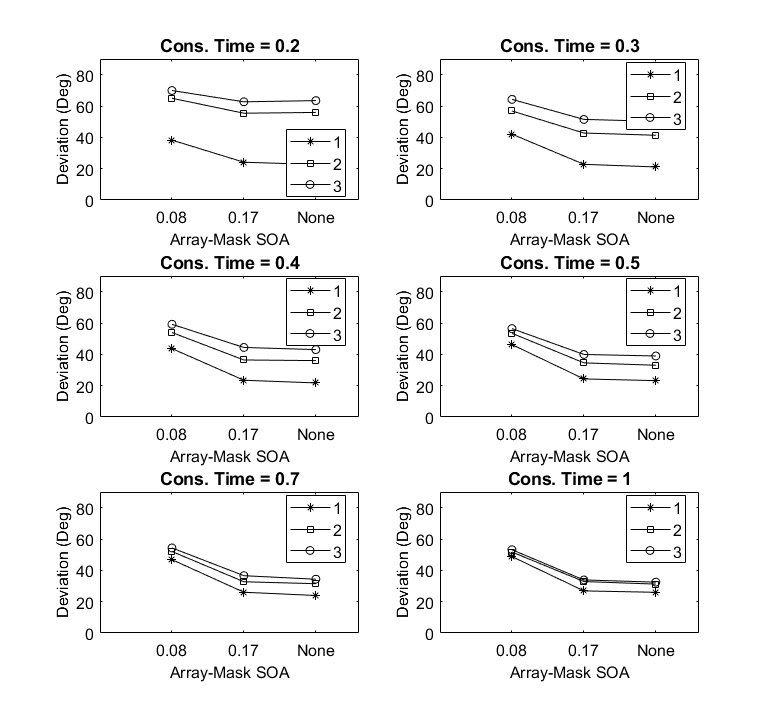 Cons. Time = 0.2
80
60
40
20
0
Deviation (Deg)
1
2
3
0.08 0.17 None
Array-Mask SOA
Cons. Time = 0.3
80
60
40
20
0
Deviation (Deg)
1
2
3
0.08 0.17 None
Array-Mask SOA
Cons. Time = 0.4
80
60
40
20
0
Deviation (Deg)
1
2
3
0.08 0.17 None
Array-Mask SOA
Cons. Time = 0.5
80
60
40
20
0
Deviation (Deg)
1
2
3
0.08 0.17 None
Array-Mask SOA
Cons. Time = 0.7
80
60
40
20
0
Deviation (Deg)
1
2
3
0.08 0.17 None
Array-Mask SOA
Cons. Time = 1
80
60
40
20
0
Deviation (Deg)
1
2
3
0.08 0.17 None
Array-Mask SOA